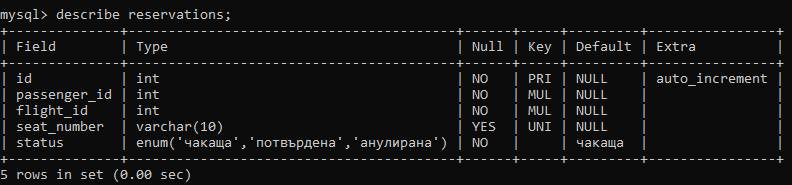 mysql> describe reservations;
+--------------+------------------------------------------+------+-----+---------+----------------+
| Field        | Type                                     | Null | Key | Default | Extra          |
+--------------+------------------------------------------+------+-----+---------+----------------+
| id           | int                                      | NO   | PRI | NULL    | auto_increment |
| passenger_id | int                                      | NO   | MUL | NULL    |                |
| flight_id    | int                                      | NO   | MUL | NULL    |                |
| seat_number  | varchar(10)                              | YES  | UNI | NULL    |                |
| status       | enum('чакаща','потвърдена','анулирана') | NO   |     | чакаща  |                |
+--------------+------------------------------------------+------+-----+---------+----------------+
5 rows in set (0.00 sec)